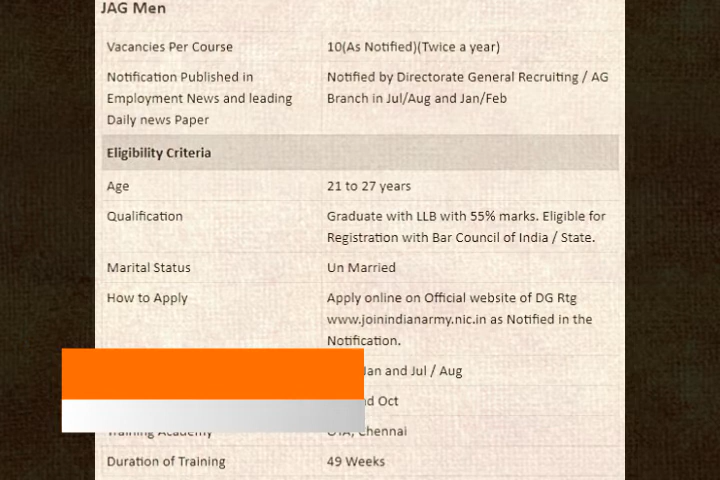 JAG Men
Vacancies Per Course 10(As Notified)(Twice a year)
Notification Published in Notified by Directorate General Recruiting / AG
Employment News and leading Branch in Jul/Aug and Jan/Feb
Daily news Paper
Eligibility Criteria
Age 21 to 27 years
Qualification Graduate with LLB with 55% marks. Eligible for
Registration with Bar Council of India / State.
Marital Status Un Married
How to Apply Apply online on Official website of DG Rtg
www.joinindianarmy.nic.in as Notified in the
Notification.
Jan and Jul / Aug
Oct
Training Academy OTA, Chennai
Duration of Training 49 Weeks